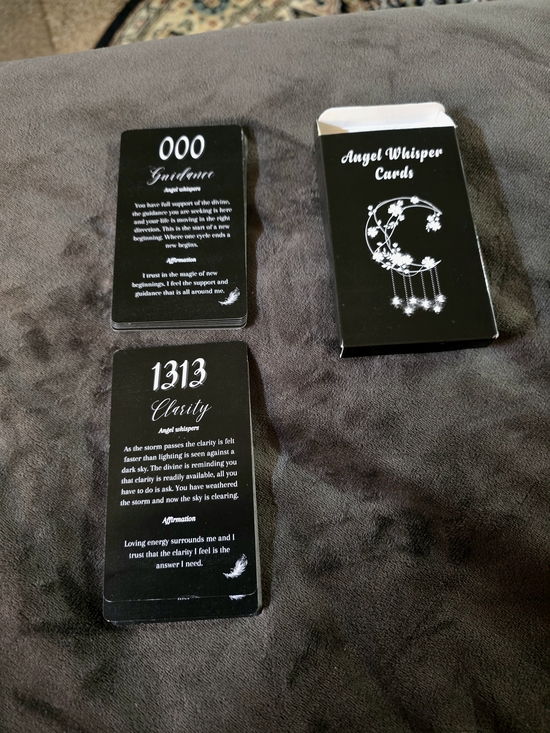 000
Guidance
Angel whispers
You have full support of the divine,
the guidance you are seeking is here
and your life is moving in the right
direction. This is the start of a new
beginning. Where one cycle ends a
new begins.
Affirmation
I trust in the magic of new
beginnings. I feel the support and
guidance that is all around me.
Angel Whisper
Cards
1313
Clarity
Angel whispers
As the storm passes the clarity is felt
faster than lighting is seen against a
dark sky. The divine is reminding you
that clarity is readily available, all you
have to do is ask. You have weathered
the storm and now the sky is clearing.
Affirmation
Loving energy surrounds me and I
trust that the clarity I feel is the
answer I need.